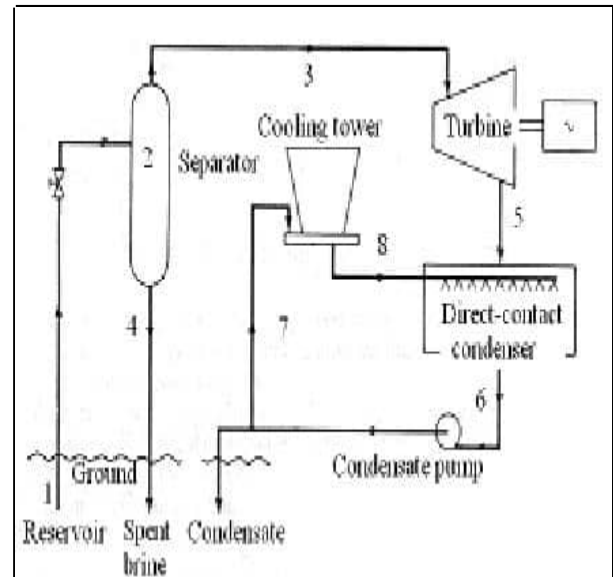 3
Cooling tower
Turbine
~
2
Separator
5
8
Direct-contact
condenser
4
7
6
Ground
Condensate pump
1
Reservoir
Spent
brine
Condensate